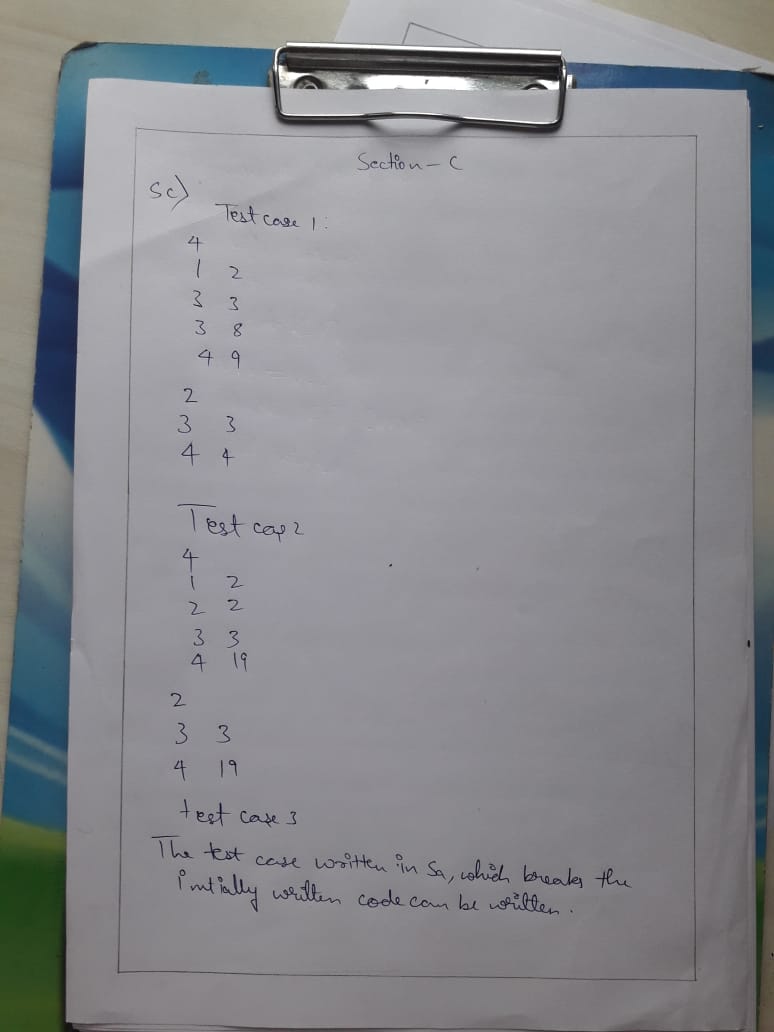 Section - C
5c)
Test case 1:
4
1 2
3 3
3 8
4 9
2
3 3
4 4
Test case 2
4
1 2
2 2
3 3
4 19
2
3 3
4 19
test case 3
The test case written in 5a, which breaks the
initially written code can be written.